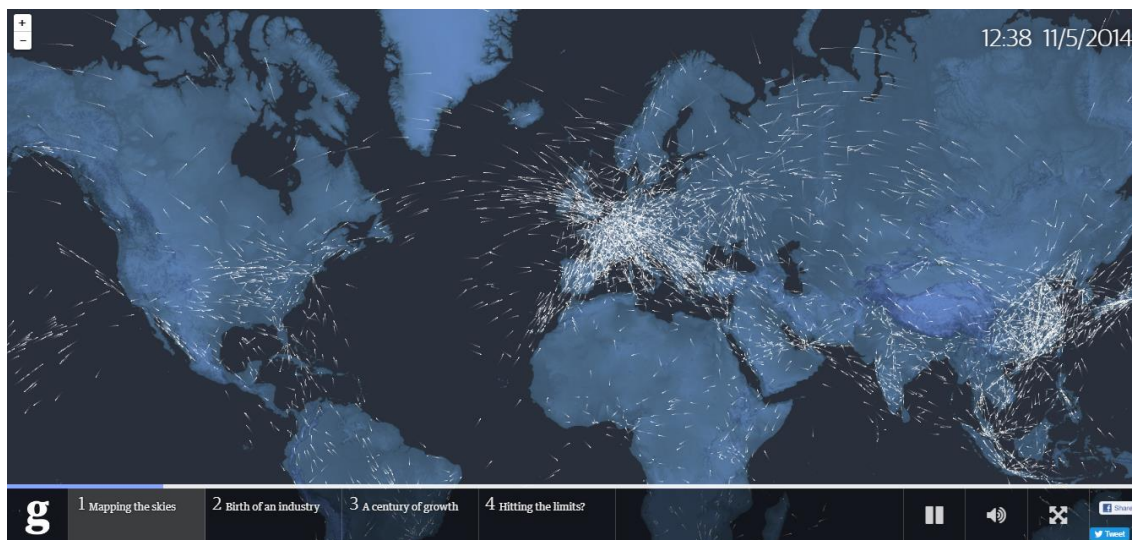 +
−
12:38 11/5/2014
g
1 Mapping the skies
2 Birth of an industry
3 A century of growth
4 Hitting the limits?
Share
Tweet